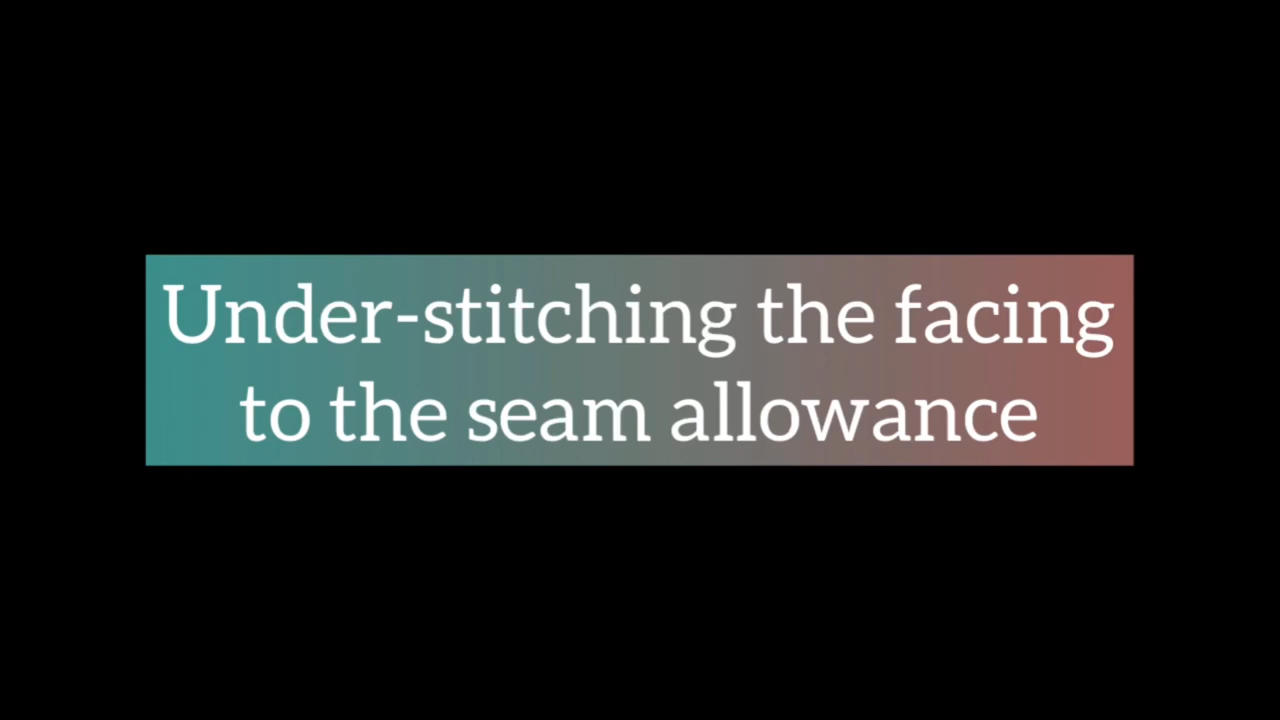 Under-stitching the facing
to the seam allowance